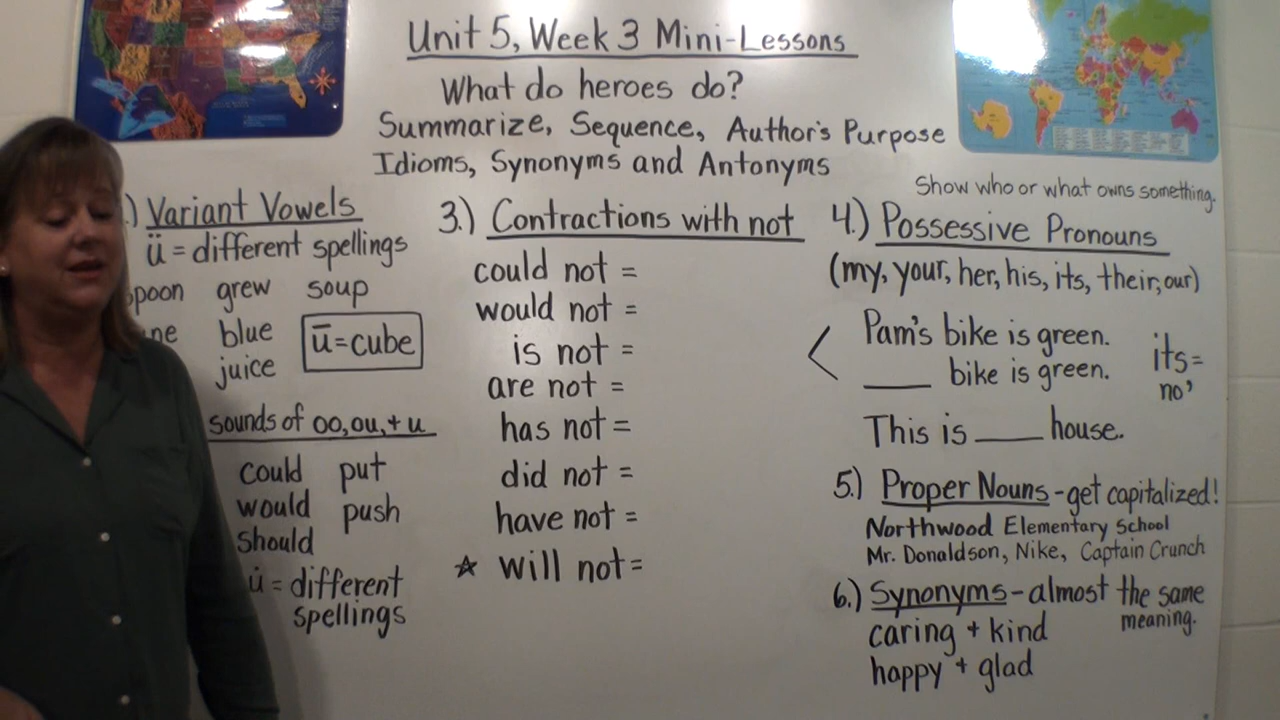 Unit 5, Week 3 Mini-Lessons
What do heroes do?
Summarize, Sequence, Author's Purpose
Idioms, Synonyms and Antonyms
.) Variant Vowels
ü = different spellings
grew soup
blue
juice
ū = cube
sounds of oo, ou, + u
could put
would push
should
u̇ = different
spellings
3.) Contractions with not
could not =
would not =
is not =
are not =
has not =
did not =
have not =
☆ will not =
Show who or what owns something.
4.) Possessive Pronouns
(my, your, her, his, its, their, our)
< Pam's bike is green.
____ bike is green.
its =
no '
This is ____ house.
5.) Proper Nouns - get capitalized!
Northwood Elementary School
Mr. Donaldson, Nike, Captain Crunch
6.) Synonyms - almost the same
meaning.
caring + kind
happy + glad